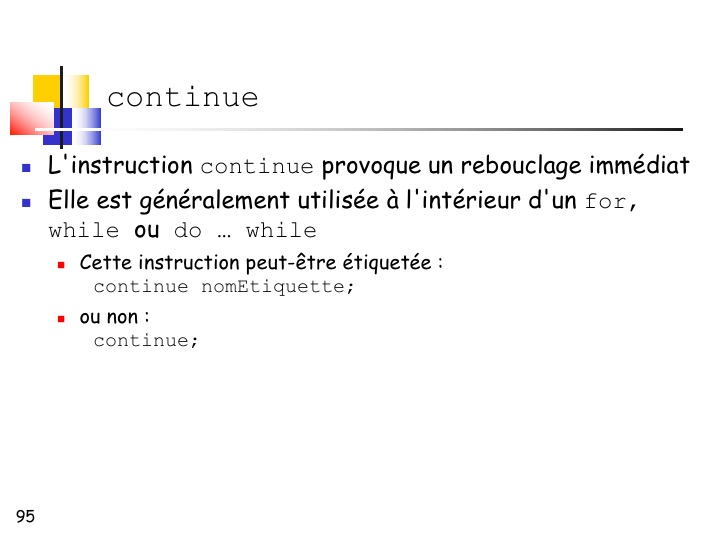 continue
L'instruction continue provoque un rebouclage immédiat
Elle est généralement utilisée à l'intérieur d'un for,
while ou do … while
Cette instruction peut-être étiquetée :
continue nomEtiquette;
ou non :
continue;
95